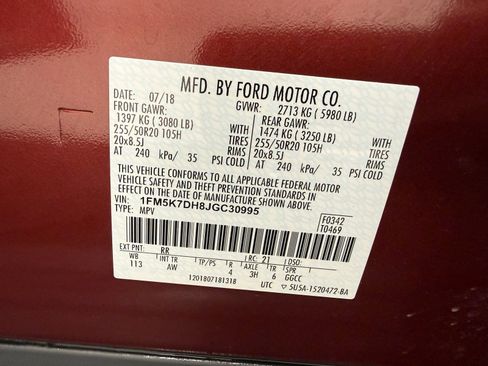 MFD. BY FORD MOTOR CO.
DATE: 07/18 GVWR: 2713 KG ( 5980 LB)
FRONT GAWR: REAR GAWR:
1397 KG ( 3080 LB) WITH 1474 KG ( 3250 LB) WITH
255/50R20 105H TIRES 255/50R20 105H TIRES
20x8.5J RIMS 20x8.5J RIMS
AT 240 kPa/ 35 PSI COLD AT 240 kPa/ 35 PSI COLD
THIS VEHICLE CONFORMS TO ALL APPLICABLE FEDERAL MOTOR
VEHICLE SAFETY AND THEFT PREVENTION STANDARDS IN EFFECT
ON THE DATE OF MANUFACTURE SHOWN ABOVE.
VIN: 1FM5K7DH8JGC30995 F0342
TYPE: MPV T0469
EXT PNT: RR RC: 21
WB INT TR TP/PS R AXLE TR SPR
113 AW 4 3H 6 GGCC
1201807181318 UTC ▽ 5U5A-1520472-BA